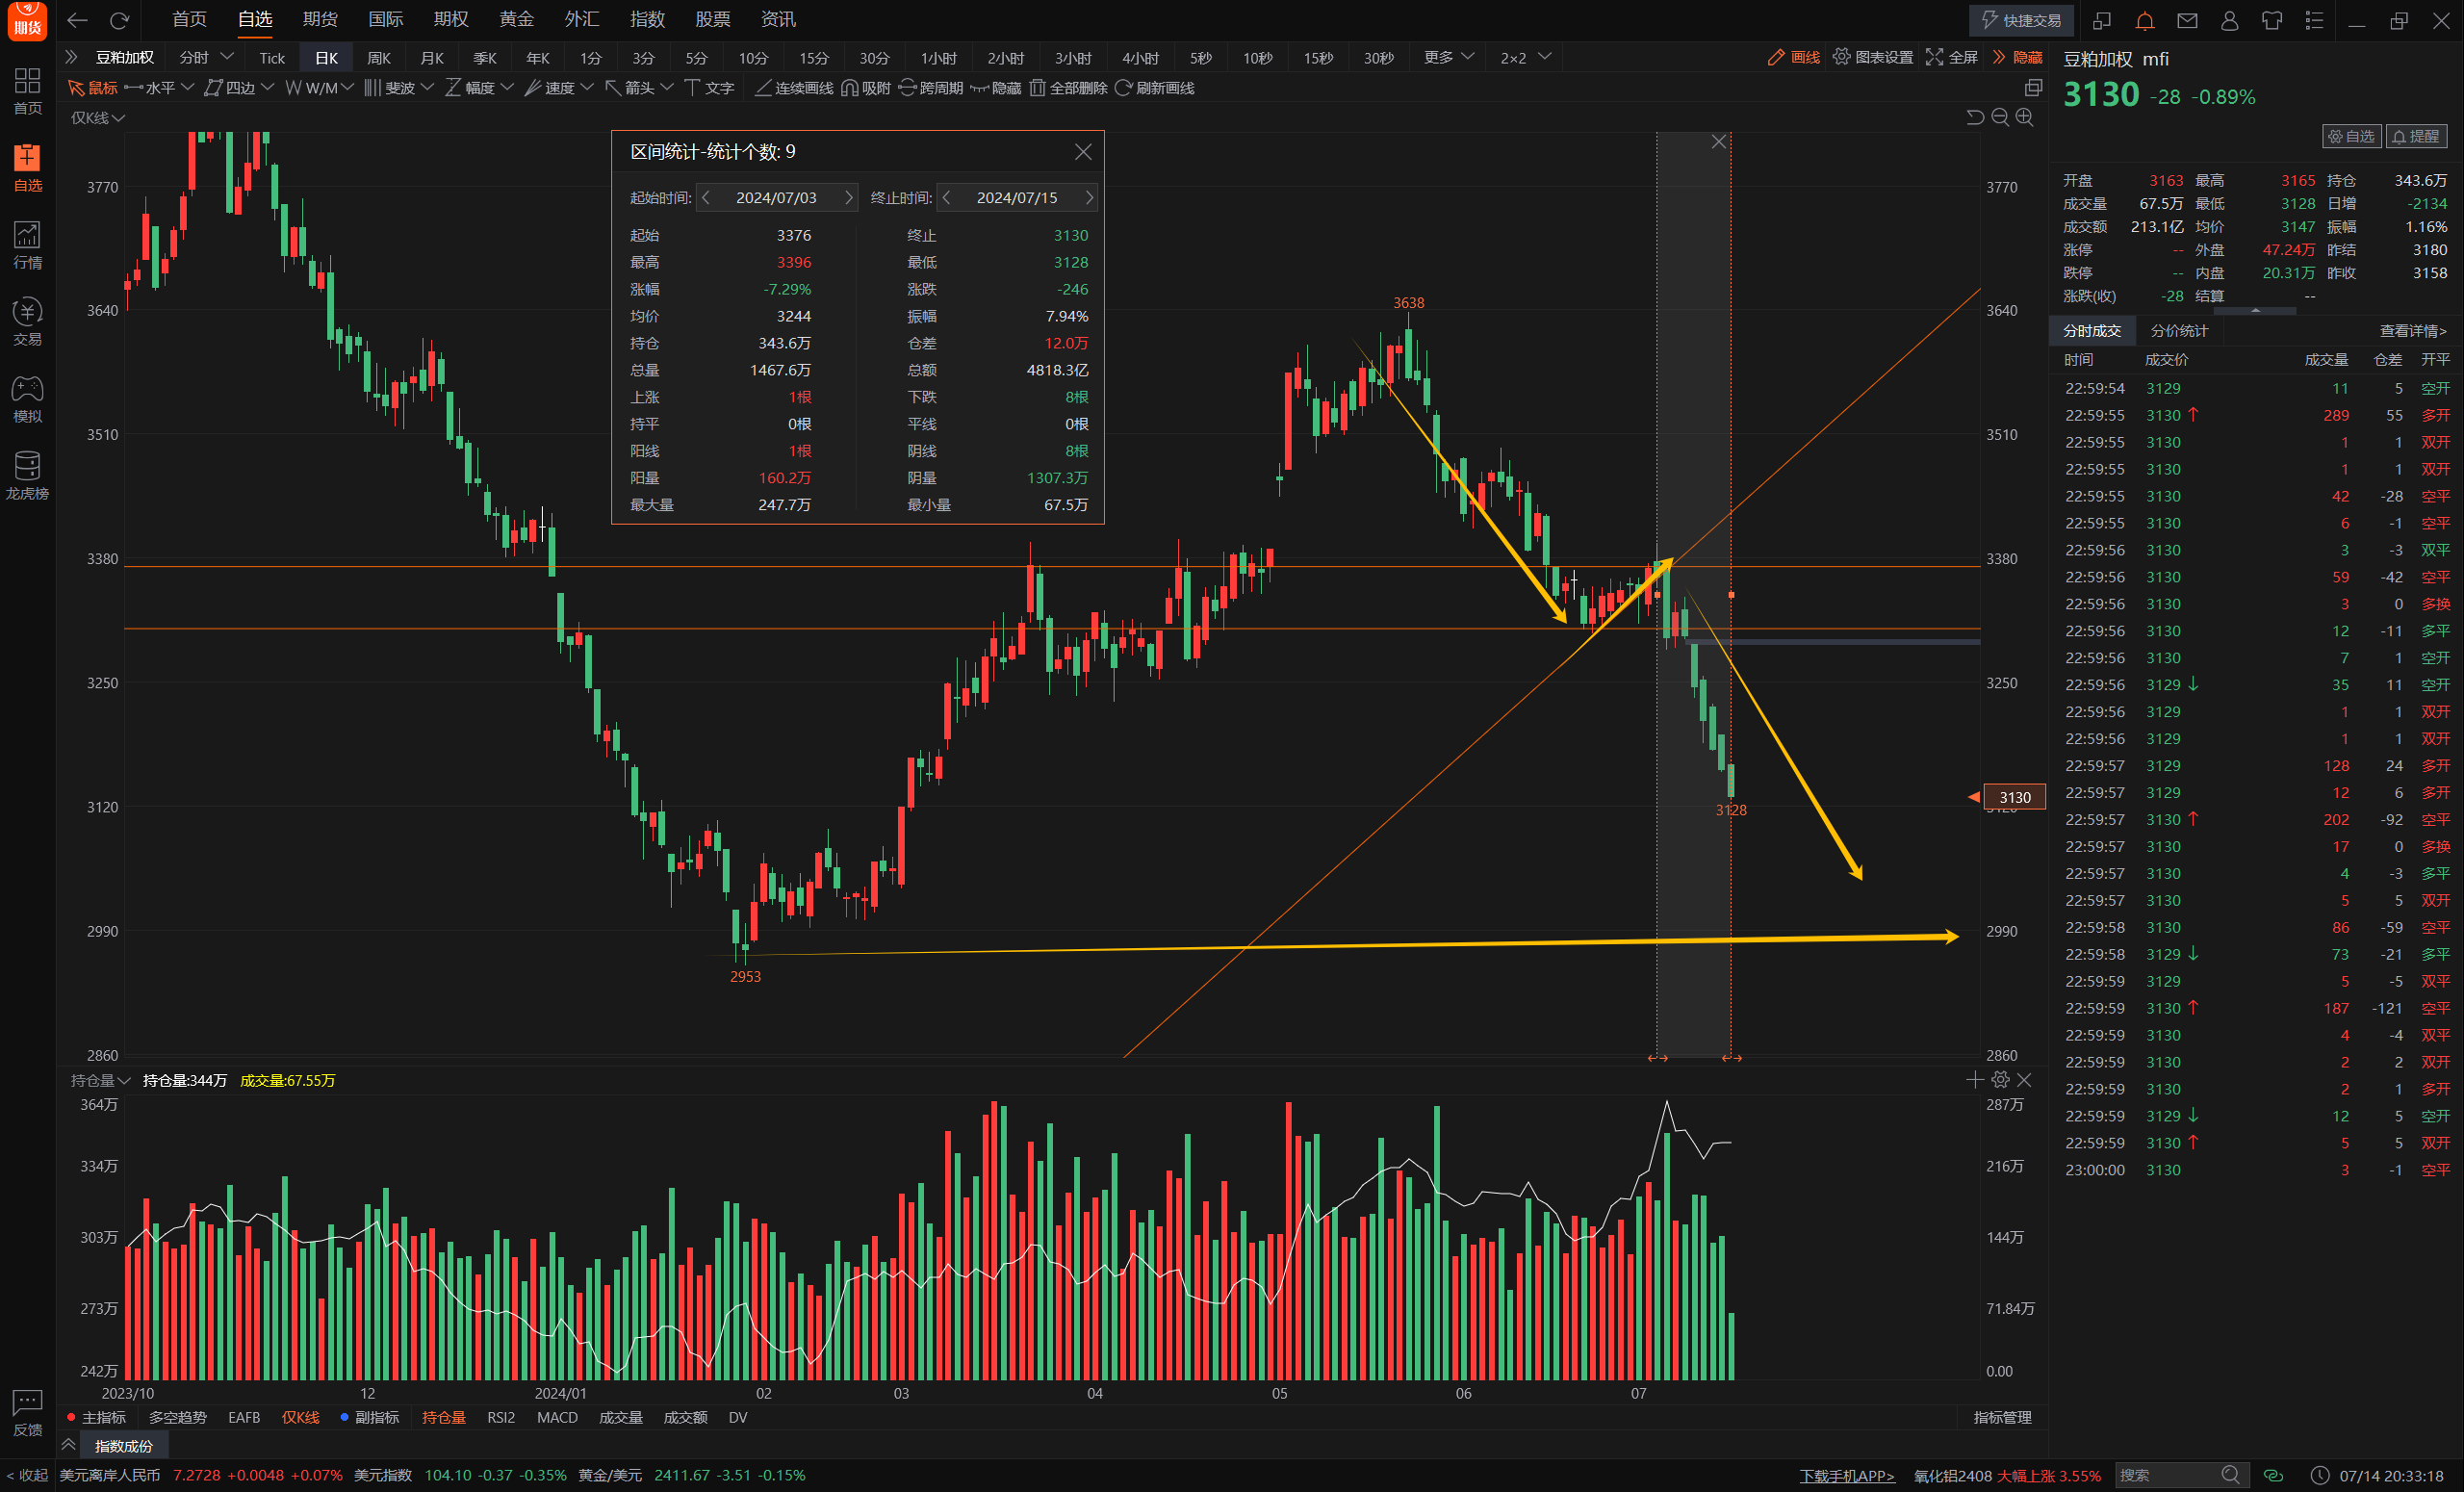 期货 首页 自选 期货 国际 期权 黄金 外汇 指数 股票 资讯 快捷交易
豆粕加权 分时 Tick 日K 周K 月K 季K 年K 1分 3分 5分 10分 15分 30分 1小时 2小时 3小时 4小时 5秒 10秒 15秒 30秒 更多 2×2 画线 图表设置 全屏 隐藏
鼠标 水平 四边 W/M 斐波 幅度 速度 箭头 文字 连续画线 吸附 跨周期 隐藏 全部删除 刷新画线
首页
自选
行情
交易
模拟
龙虎榜
反馈
仅K线
3770
3640
3510
3380
3250
3120
2990
2860
区间统计-统计个数: 9
起始时间: 2024/07/03 终止时间: 2024/07/15
起始 3376 终止 3130
最高 3396 最低 3128
涨幅 -7.29% 涨跌 -246
均价 3244 振幅 7.94%
持仓 343.6万 仓差 12.0万
总量 1467.6万 总额 4818.3亿
上涨 1根 下跌 8根
持平 0根 平线 0根
阳线 1根 阴线 8根
阳量 160.2万 阴量 1307.3万
最大量 247.7万 最小量 67.5万
3638
3128
2953
3770
3640
3510
3380
3250
3130
3120
2990
2860
持仓量 持仓量:344万 成交量:67.55万
364万
334万
303万
273万
242万
287万
216万
144万
71.84万
0.00
2023/10 12 2024/01 02 03 04 05 06 07
主指标 多空趋势 EAFB 仅K线 副指标 持仓量 RSI2 MACD 成交量 成交额 DV 指标管理
指数成份
豆粕加权 mfi
3130 -28 -0.89%
自选 提醒
开盘 3163 最高 3165 持仓 343.6万
成交量 67.5万 最低 3128 日增 -2134
成交额 213.1亿 均价 3147 振幅 1.16%
涨停 -- 外盘 47.24万 昨结 3180
跌停 -- 内盘 20.31万 昨收 3158
涨跌(收) -28 结算 --
分时成交 分价统计 查看详情>
时间 成交价 成交量 仓差 开平
22:59:54 3129 11 5 空开
22:59:55 3130 ↑ 289 55 多开
22:59:55 3130 1 1 双开
22:59:55 3130 1 1 双开
22:59:55 3130 42 -28 空平
22:59:55 3130 6 -1 空平
22:59:56 3130 3 -3 双平
22:59:56 3130 59 -42 空平
22:59:56 3130 3 0 多换
22:59:56 3130 12 -11 多平
22:59:56 3130 7 1 空开
22:59:56 3129 ↓ 35 11 空开
22:59:56 3129 1 1 双开
22:59:56 3129 1 1 双开
22:59:57 3129 128 24 多开
22:59:57 3129 12 6 多开
22:59:57 3130 ↑ 202 -92 空平
22:59:57 3130 17 0 多换
22:59:57 3130 4 -3 多平
22:59:57 3130 5 5 双开
22:59:58 3130 86 -59 空平
22:59:58 3129 ↓ 73 -21 多平
22:59:59 3129 5 -5 双平
22:59:59 3130 ↑ 187 -121 空平
22:59:59 3130 4 -4 双平
22:59:59 3130 2 2 双开
22:59:59 3130 2 1 多开
22:59:59 3129 ↓ 12 5 空开
22:59:59 3130 ↑ 5 5 双开
23:00:00 3130 3 -1 空平
< 收起 美元离岸人民币 7.2728 +0.0048 +0.07% 美元指数 104.10 -0.37 -0.35% 黄金/美元 2411.67 -3.51 -0.15% 下载手机APP> 氧化铝2408 大幅上涨 3.55% 搜索 07/14 20:33:18